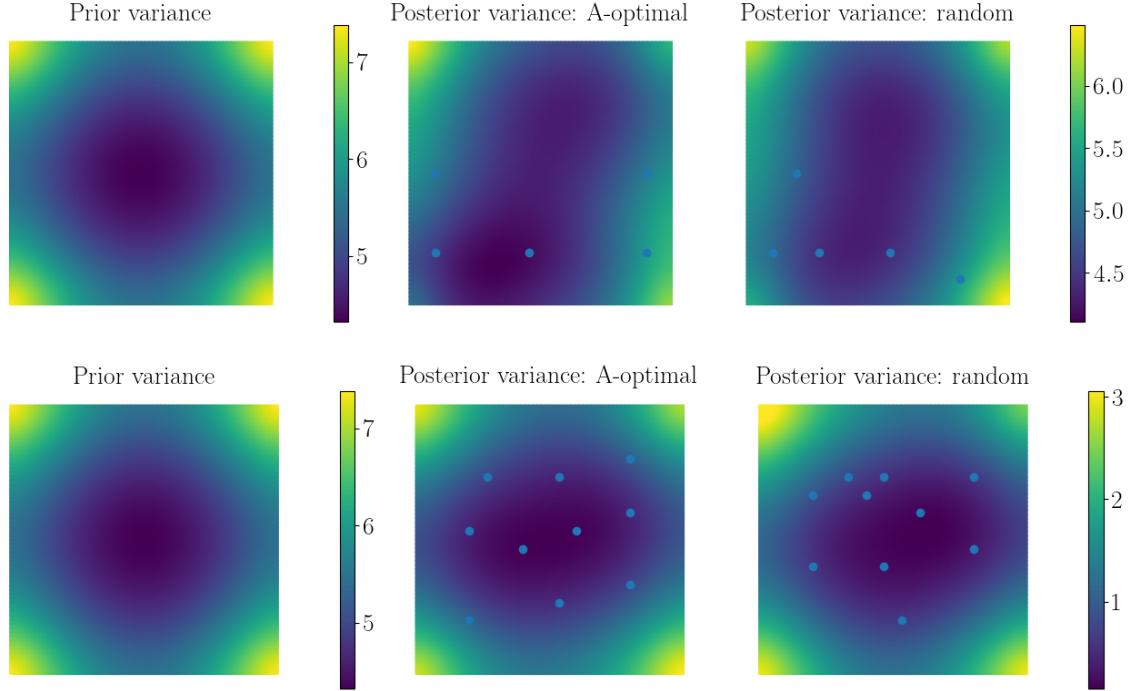 Prior variance
Posterior variance: A-optimal
Posterior variance: random
7
6
5
6.0
5.5
5.0
4.5
Prior variance
Posterior variance: A-optimal
Posterior variance: random
7
6
5
3
2
1